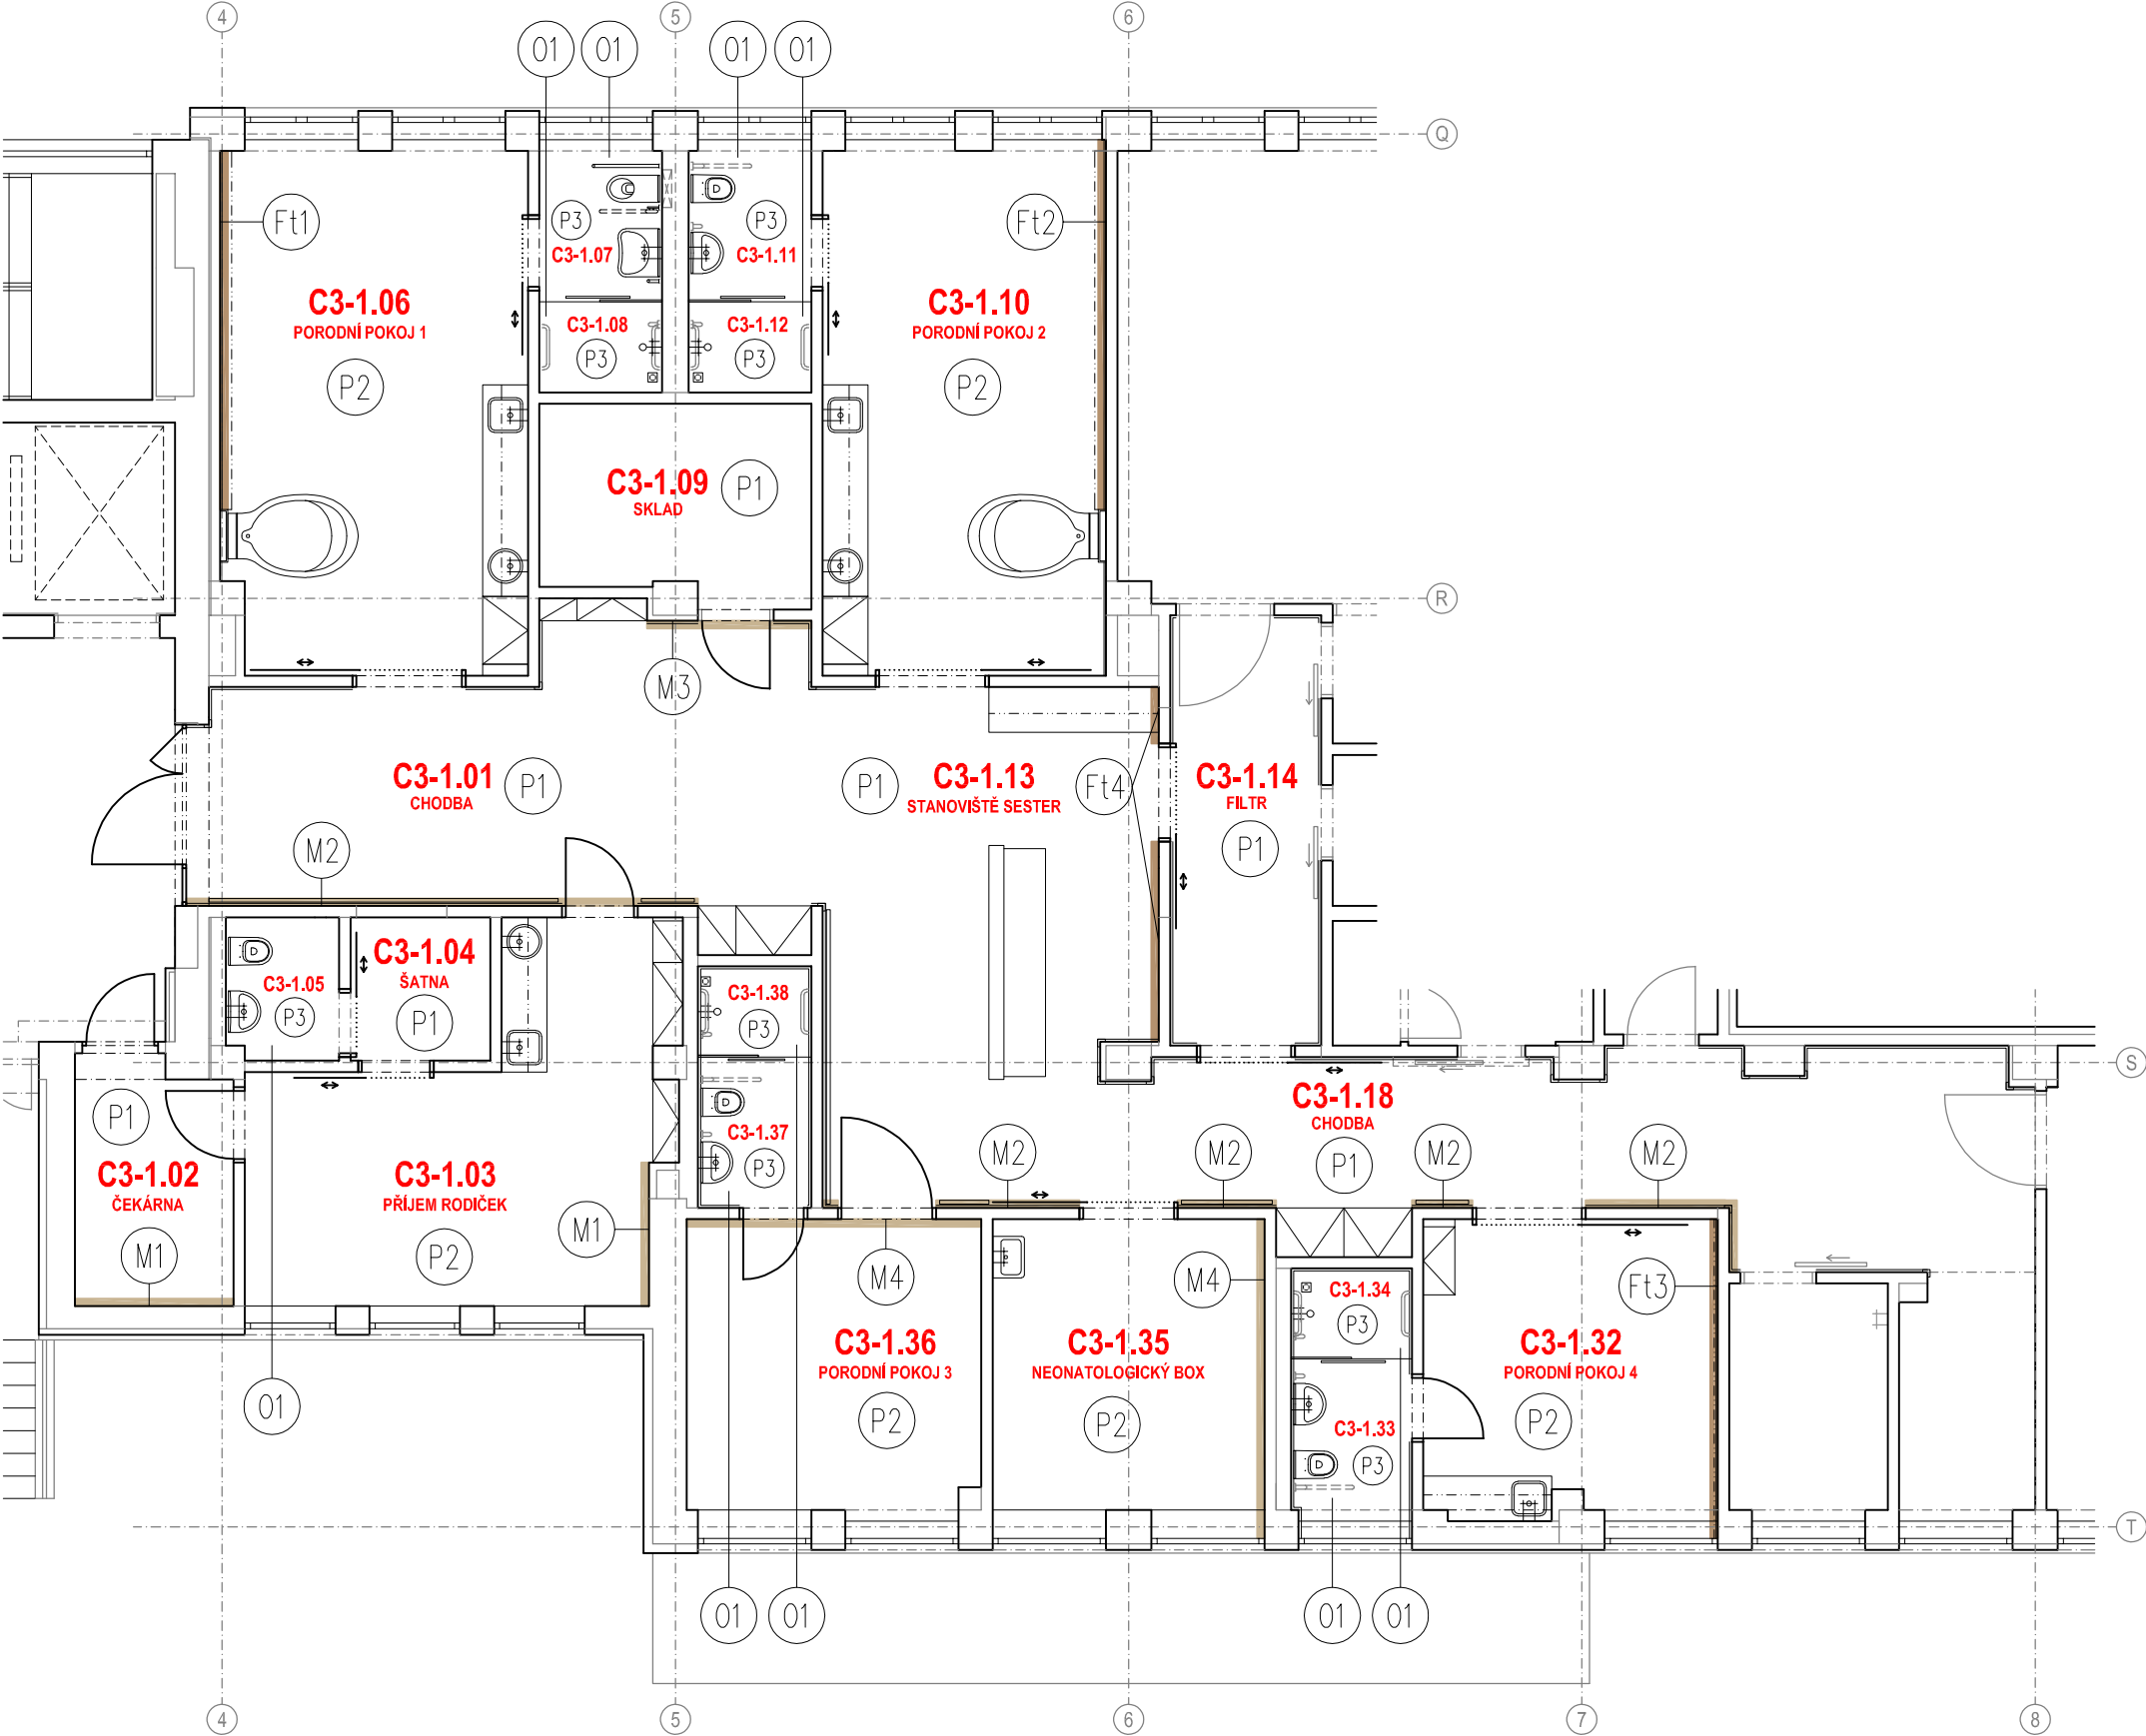 4
5
6
01
01
01
01
Q
Ft1
P3
P3
Ft2
C3-1.07
C3-1.11
C3-1.06
PORODNÍ POKOJ 1
C3-1.08
C3-1.12
C3-1.10
PORODNÍ POKOJ 2
P2
P3
P3
P2
C3-1.09
SKLAD
P1
R
M3
C3-1.01
CHODBA
P1
P1
C3-1.13
STANOVIŠTĚ SESTER
Ft4
C3-1.14
FILTR
P1
M2
C3-1.04
ŠATNA
C3-1.05
P3
P1
C3-1.38
P3
S
C3-1.18
CHODBA
P1
C3-1.37
P3
M2
M2
P1
M2
M2
C3-1.02
ČEKÁRNA
C3-1.03
PŘÍJEM RODIČEK
M1
P2
M1
M4
M4
Ft3
C3-1.34
P3
C3-1.36
PORODNÍ POKOJ 3
C3-1.35
NEONATOLOGICKÝ BOX
C3-1.32
PORODNÍ POKOJ 4
01
P2
P2
C3-1.33
P3
P2
T
01
01
01
01
4
5
6
7
8